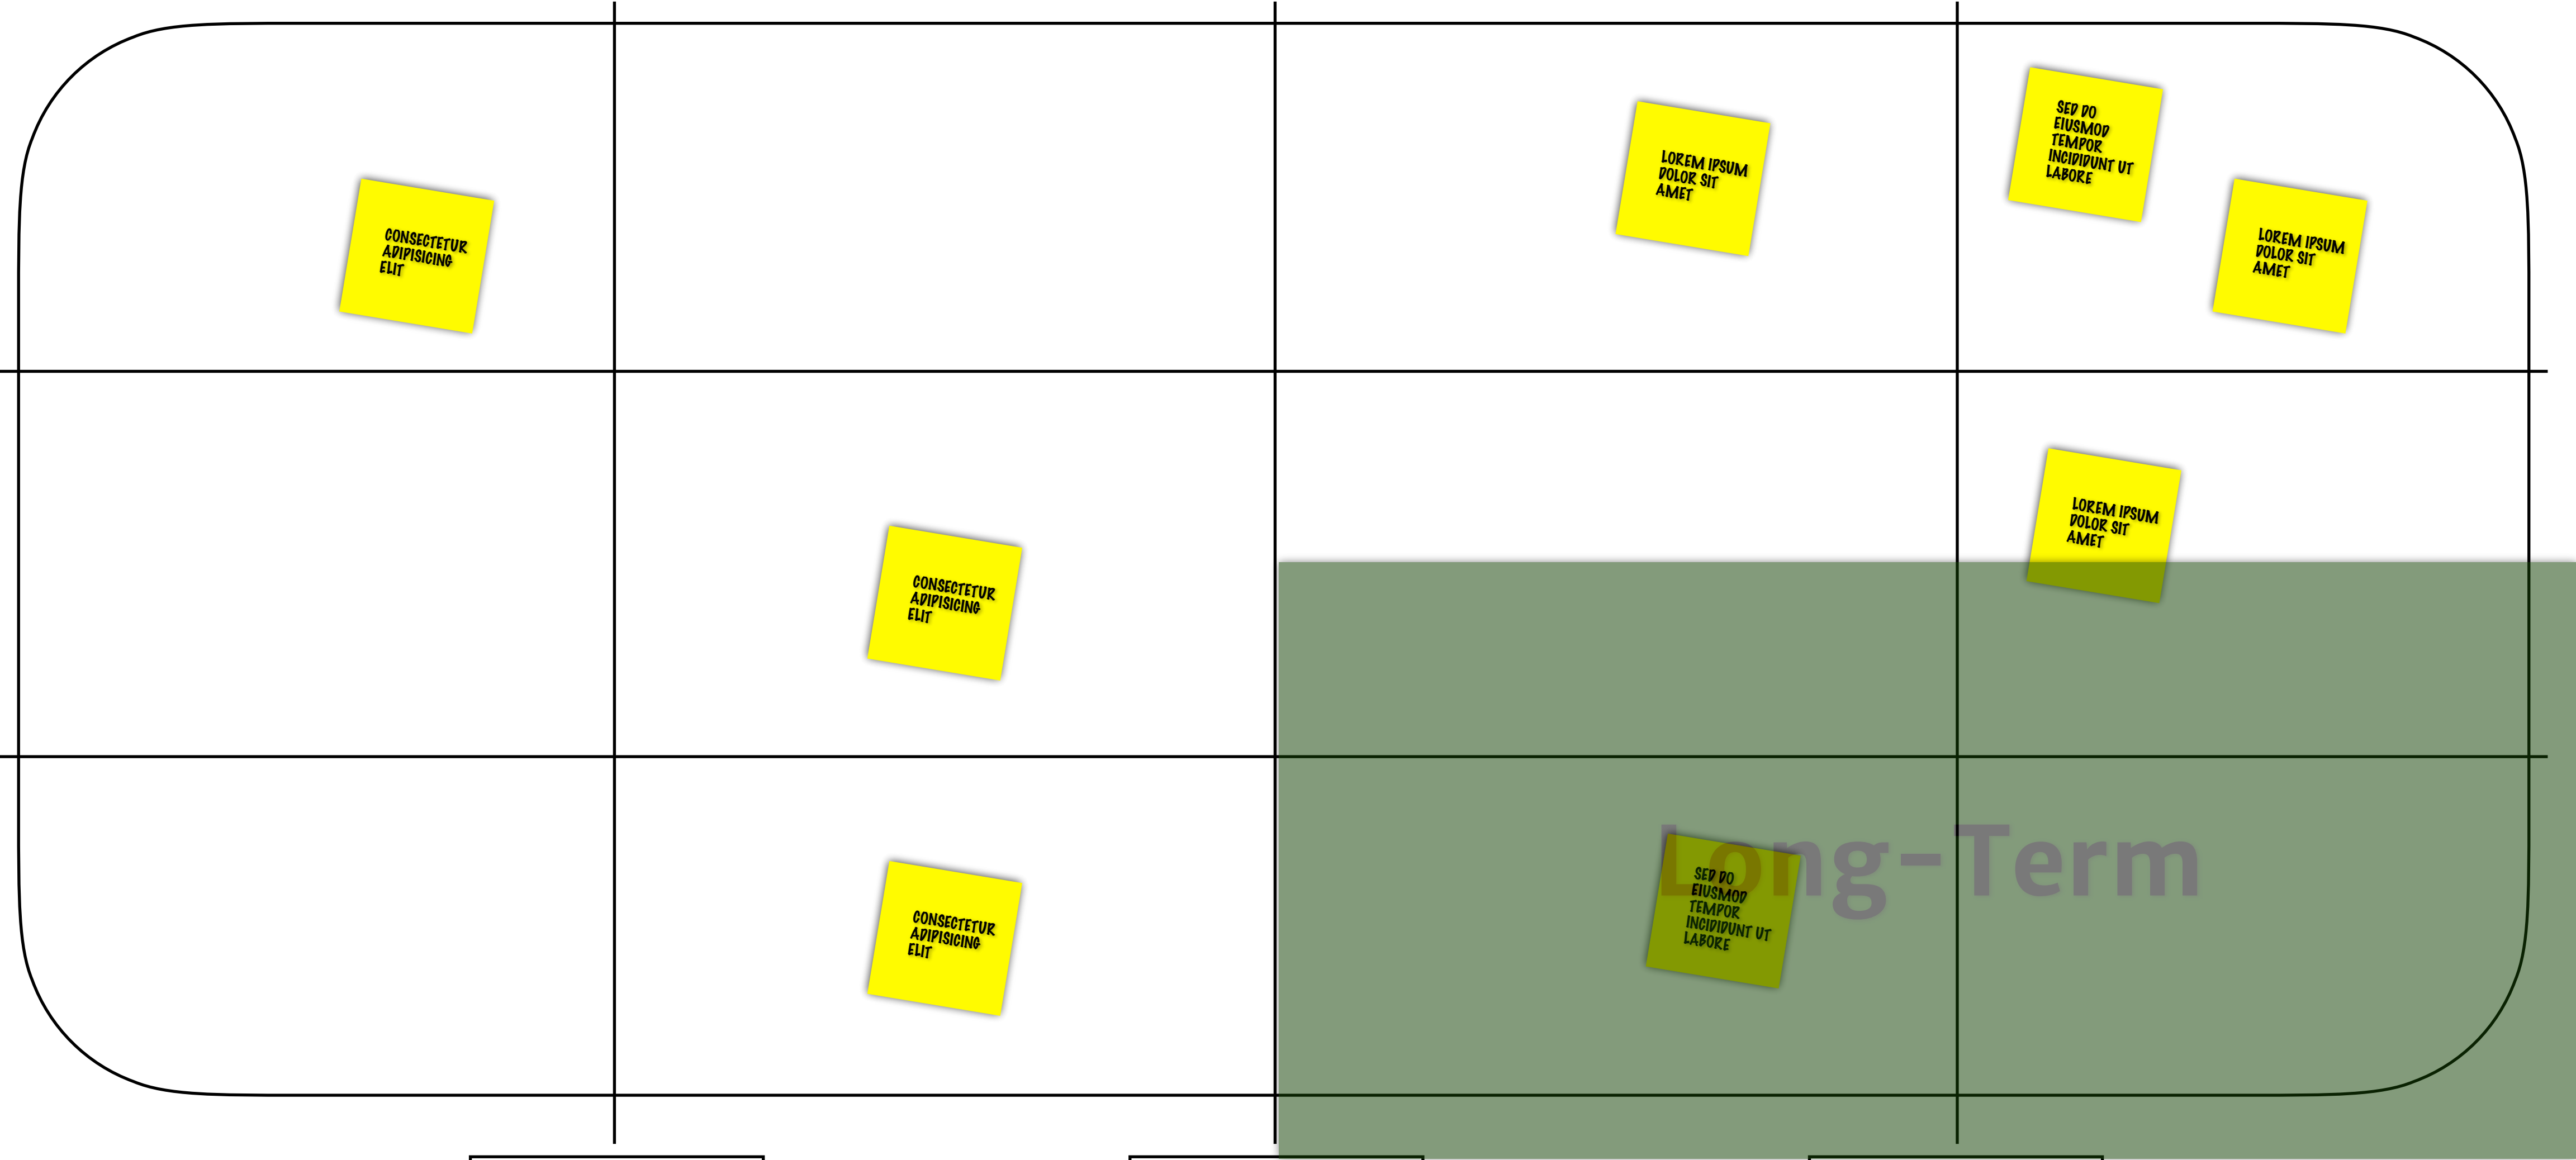 SED DO
EIUSMOD
TEMPOR
INCIDIDUNT UT
LABORE
LOREM IPSUM
DOLOR SIT
AMET
CONSECTETUR
ADIPISICING
ELIT
LOREM IPSUM
DOLOR SIT
AMET
LOREM IPSUM
DOLOR SIT
AMET
CONSECTETUR
ADIPISICING
ELIT
Long-Term
SED DO
EIUSMOD
TEMPOR
INCIDIDUNT UT
LABORE
CONSECTETUR
ADIPISICING
ELIT